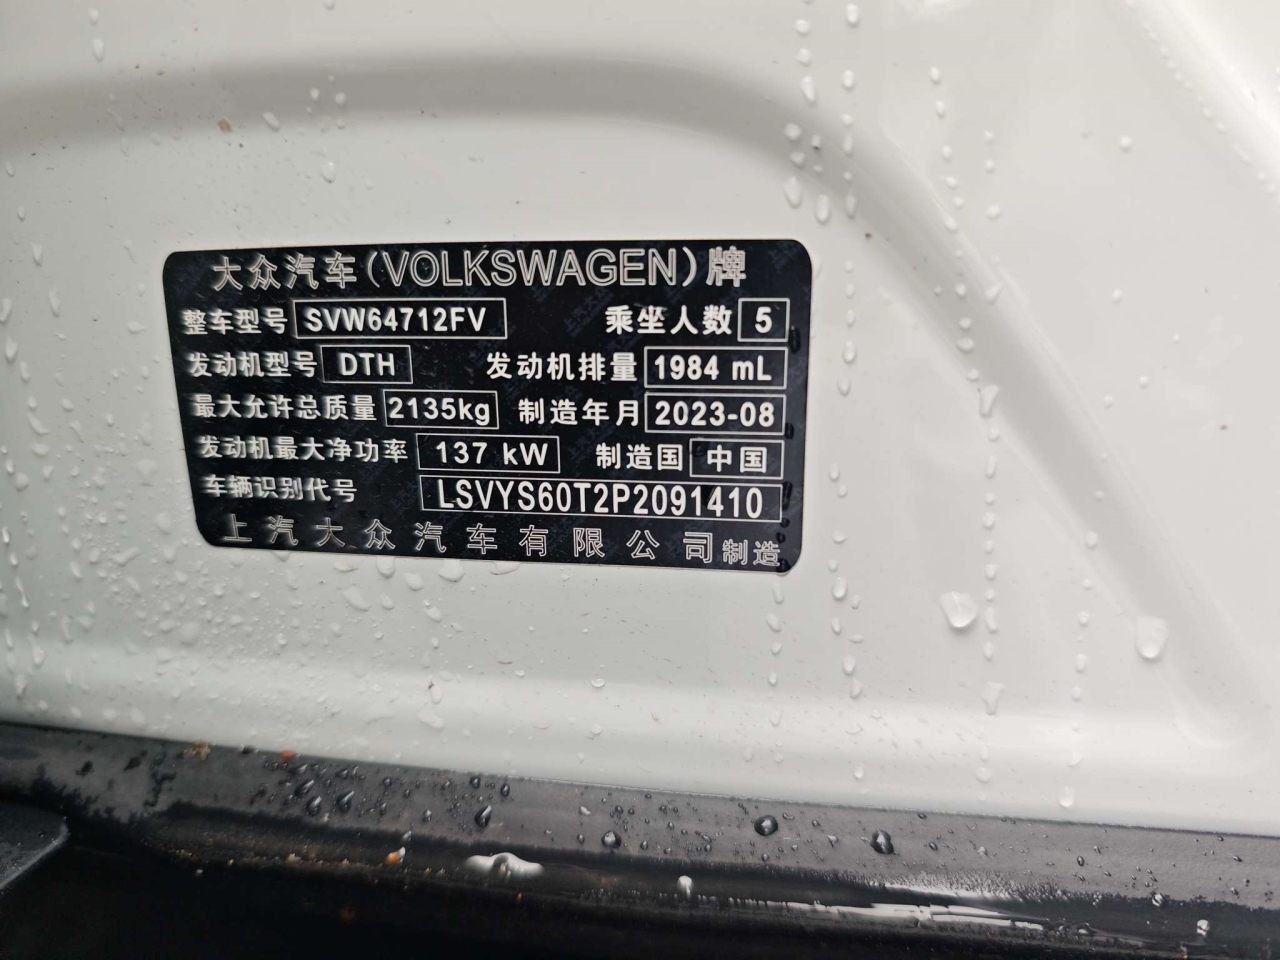 大众汽车(VOLKSWAGEN)牌
整车型号 SVW64712FV 乘坐人数 5
发动机型号 DTH 发动机排量 1984 mL
最大允许总质量 2135kg 制造年月 2023-08
发动机最大净功率 137 kW 制造国 中国
车辆识别代号 LSVYS60T2P2091410
上汽大众汽车有限公司制造